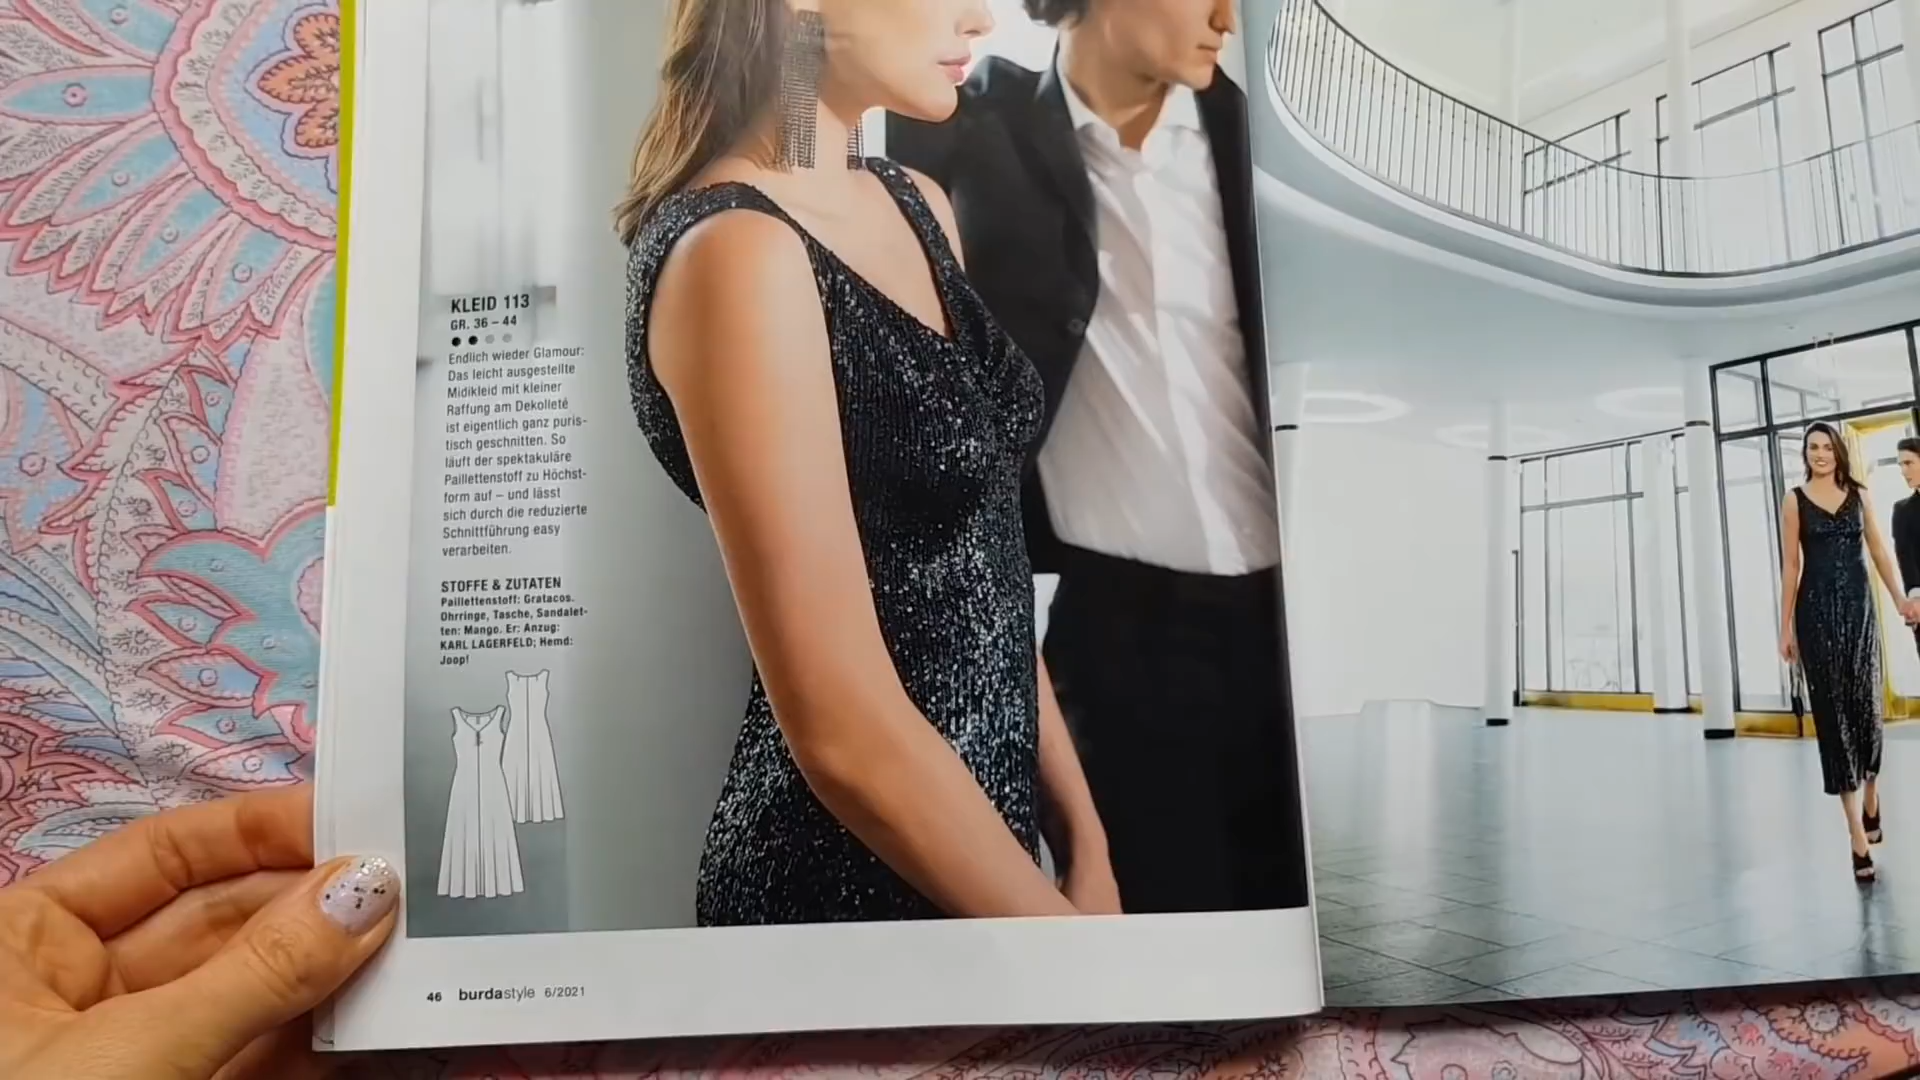 KLEID 113
GR. 36 – 44
Endlich wieder Glamour:
Das leicht ausgestellte
Midikleid mit kleiner
Raffung am Dekolleté
ist eigentlich ganz puris-
tisch geschnitten. So
läuft der spektakuläre
Paillettenstoff zu Höchst-
form auf – und lässt
sich durch die reduzierte
Schnittführung easy
verarbeiten.
STOFFE & ZUTATEN
Paillettenstoff: Gratacos.
Ohrringe, Tasche, Sandalet-
ten: Mango. Er: Anzug:
KARL LAGERFELD; Hemd:
Joop!
46 burdastyle 6/2021